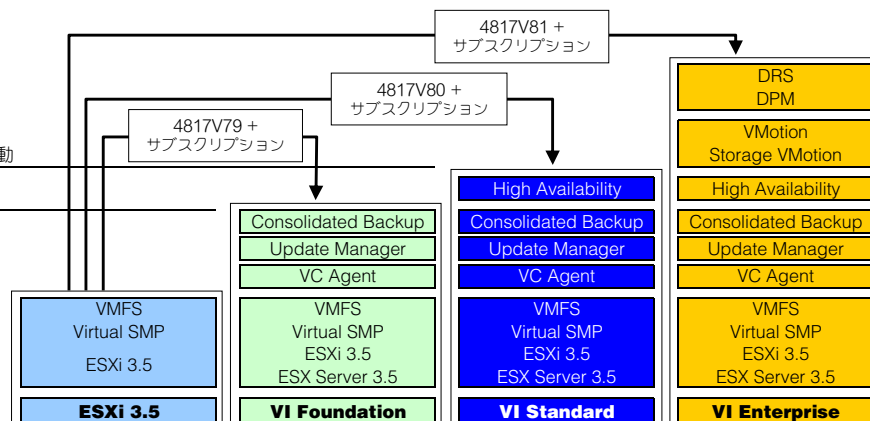 4817V81 +
サブスクリプション
4817V80 +
サブスクリプション
4817V79 +
サブスクリプション
動
DRS
DPM
VMotion
Storage VMotion
High Availability
High Availability
Consolidated Backup
Consolidated Backup
Consolidated Backup
Update Manager
Update Manager
Update Manager
VC Agent
VC Agent
VC Agent
VMFS
Virtual SMP
ESXi 3.5
VMFS
Virtual SMP
ESXi 3.5
ESX Server 3.5
VMFS
Virtual SMP
ESXi 3.5
ESX Server 3.5
VMFS
Virtual SMP
ESXi 3.5
ESX Server 3.5
ESXi 3.5
VI Foundation
VI Standard
VI Enterprise